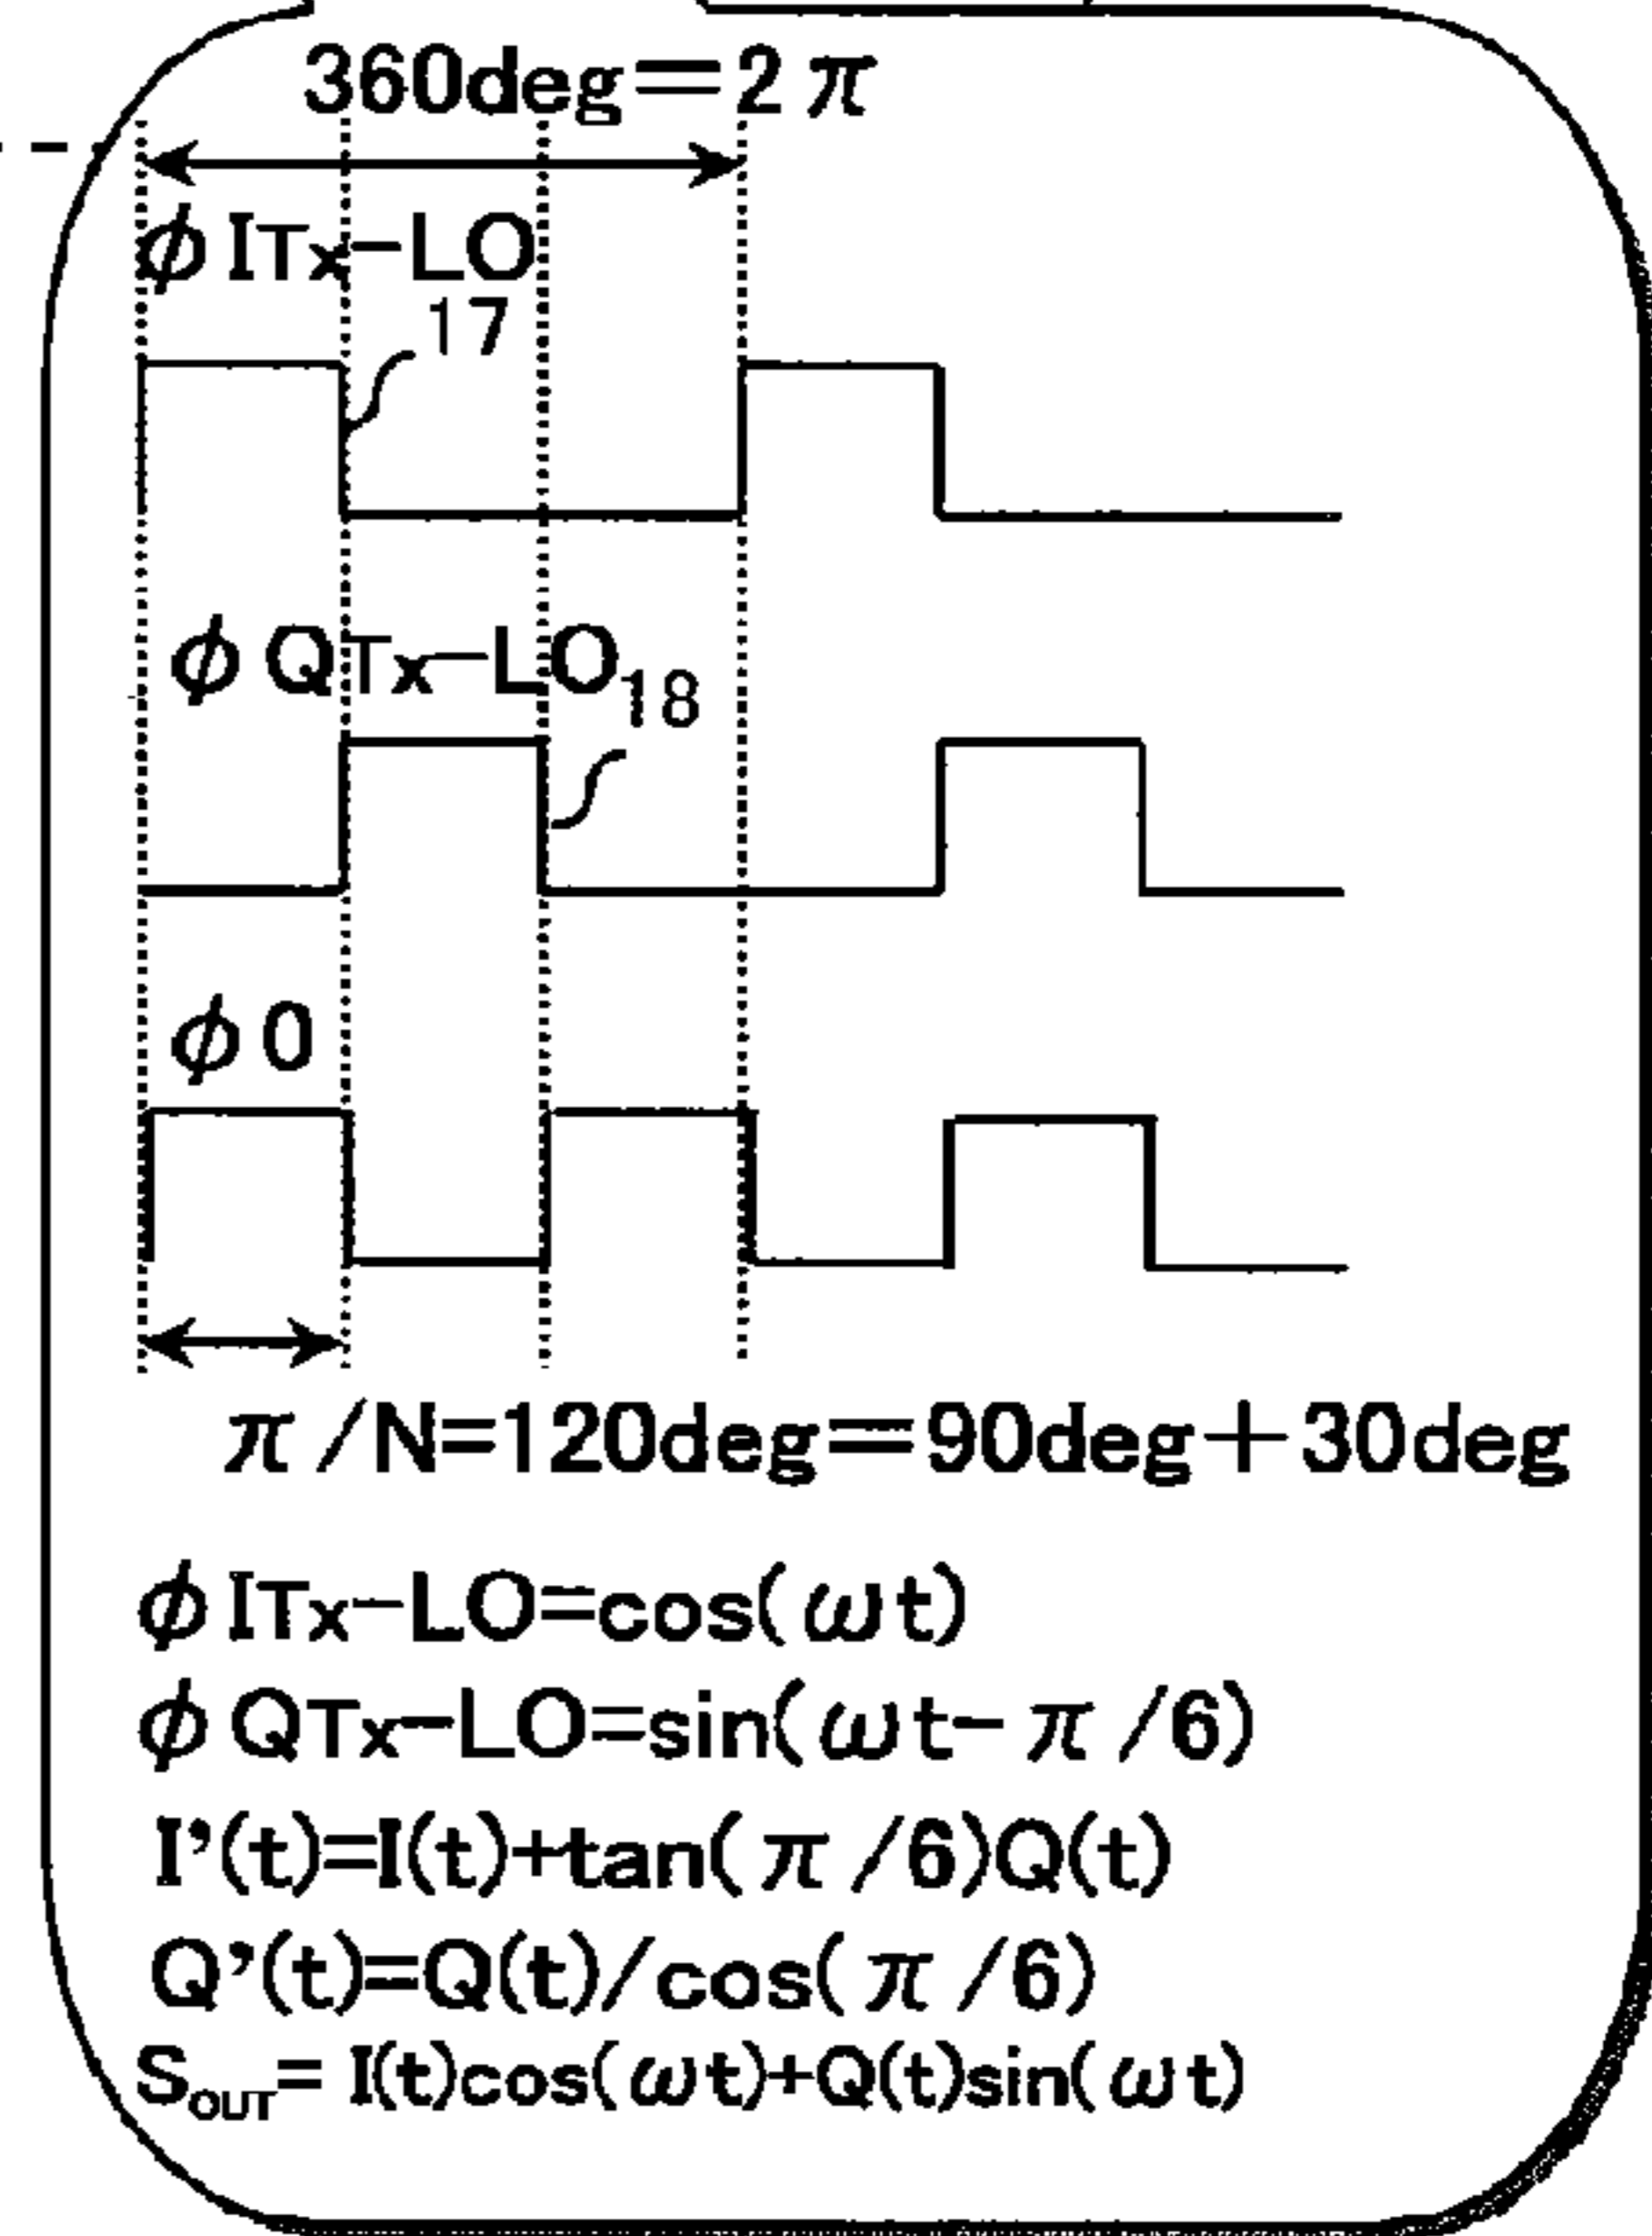 360deg=2π
φITx-LO
17
φQTx-LO
18
φ0
π/N=120deg=90deg+30deg
φITx-LO=cos(ωt)
φQTx-LO=sin(ωt-π/6)
I'(t)=I(t)+tan(π/6)Q(t)
Q'(t)=Q(t)/cos(π/6)
SOUT= I(t)cos(ωt)+Q(t)sin(ωt)